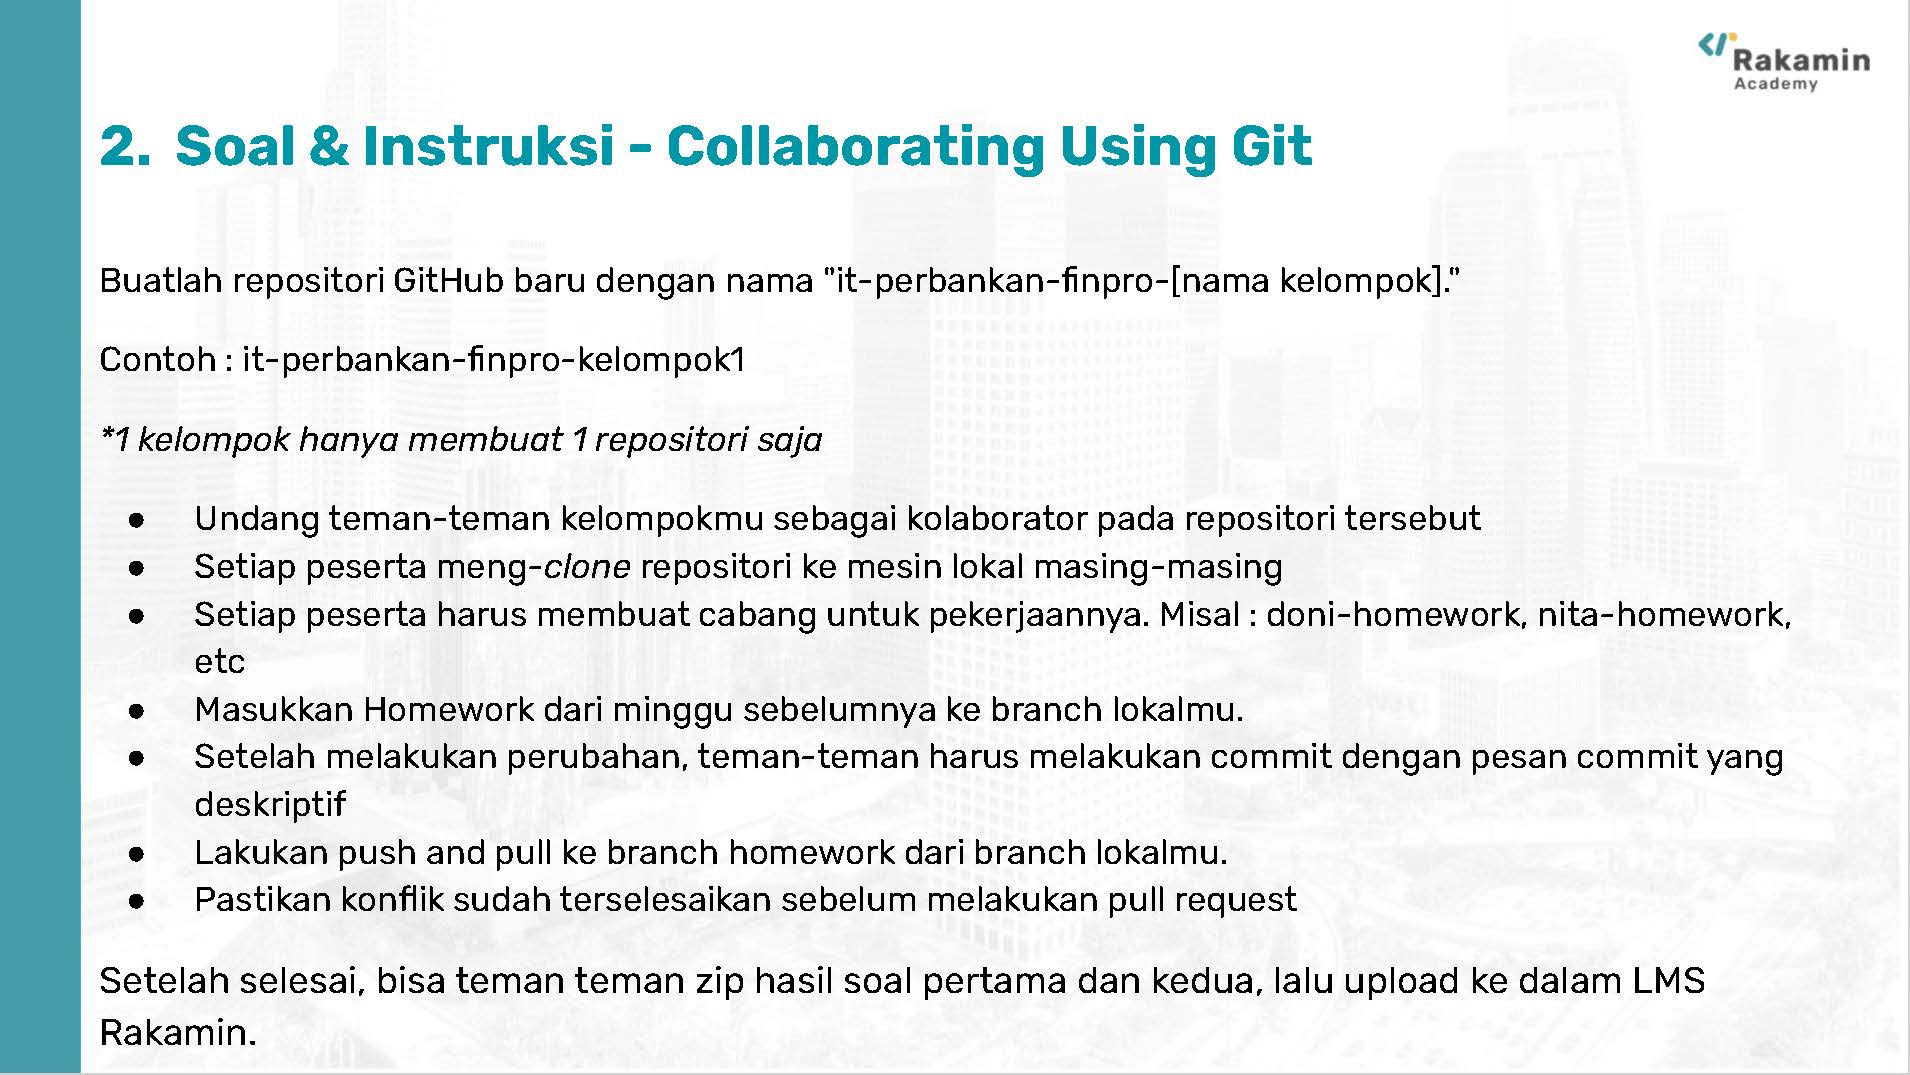 Rakamin
Academy
2. Soal & Instruksi - Collaborating Using Git
Buatlah repositori GitHub baru dengan nama "it-perbankan-finpro-[nama kelompok]."
Contoh : it-perbankan-finpro-kelompok1
*1 kelompok hanya membuat 1 repositori saja
● Undang teman-teman kelompokmu sebagai kolaborator pada repositori tersebut
● Setiap peserta meng-clone repositori ke mesin lokal masing-masing
● Setiap peserta harus membuat cabang untuk pekerjaannya. Misal : doni-homework, nita-homework,
etc
● Masukkan Homework dari minggu sebelumnya ke branch lokalmu.
● Setelah melakukan perubahan, teman-teman harus melakukan commit dengan pesan commit yang
deskriptif
● Lakukan push and pull ke branch homework dari branch lokalmu.
● Pastikan konflik sudah terselesaikan sebelum melakukan pull request
Setelah selesai, bisa teman teman zip hasil soal pertama dan kedua, lalu upload ke dalam LMS
Rakamin.